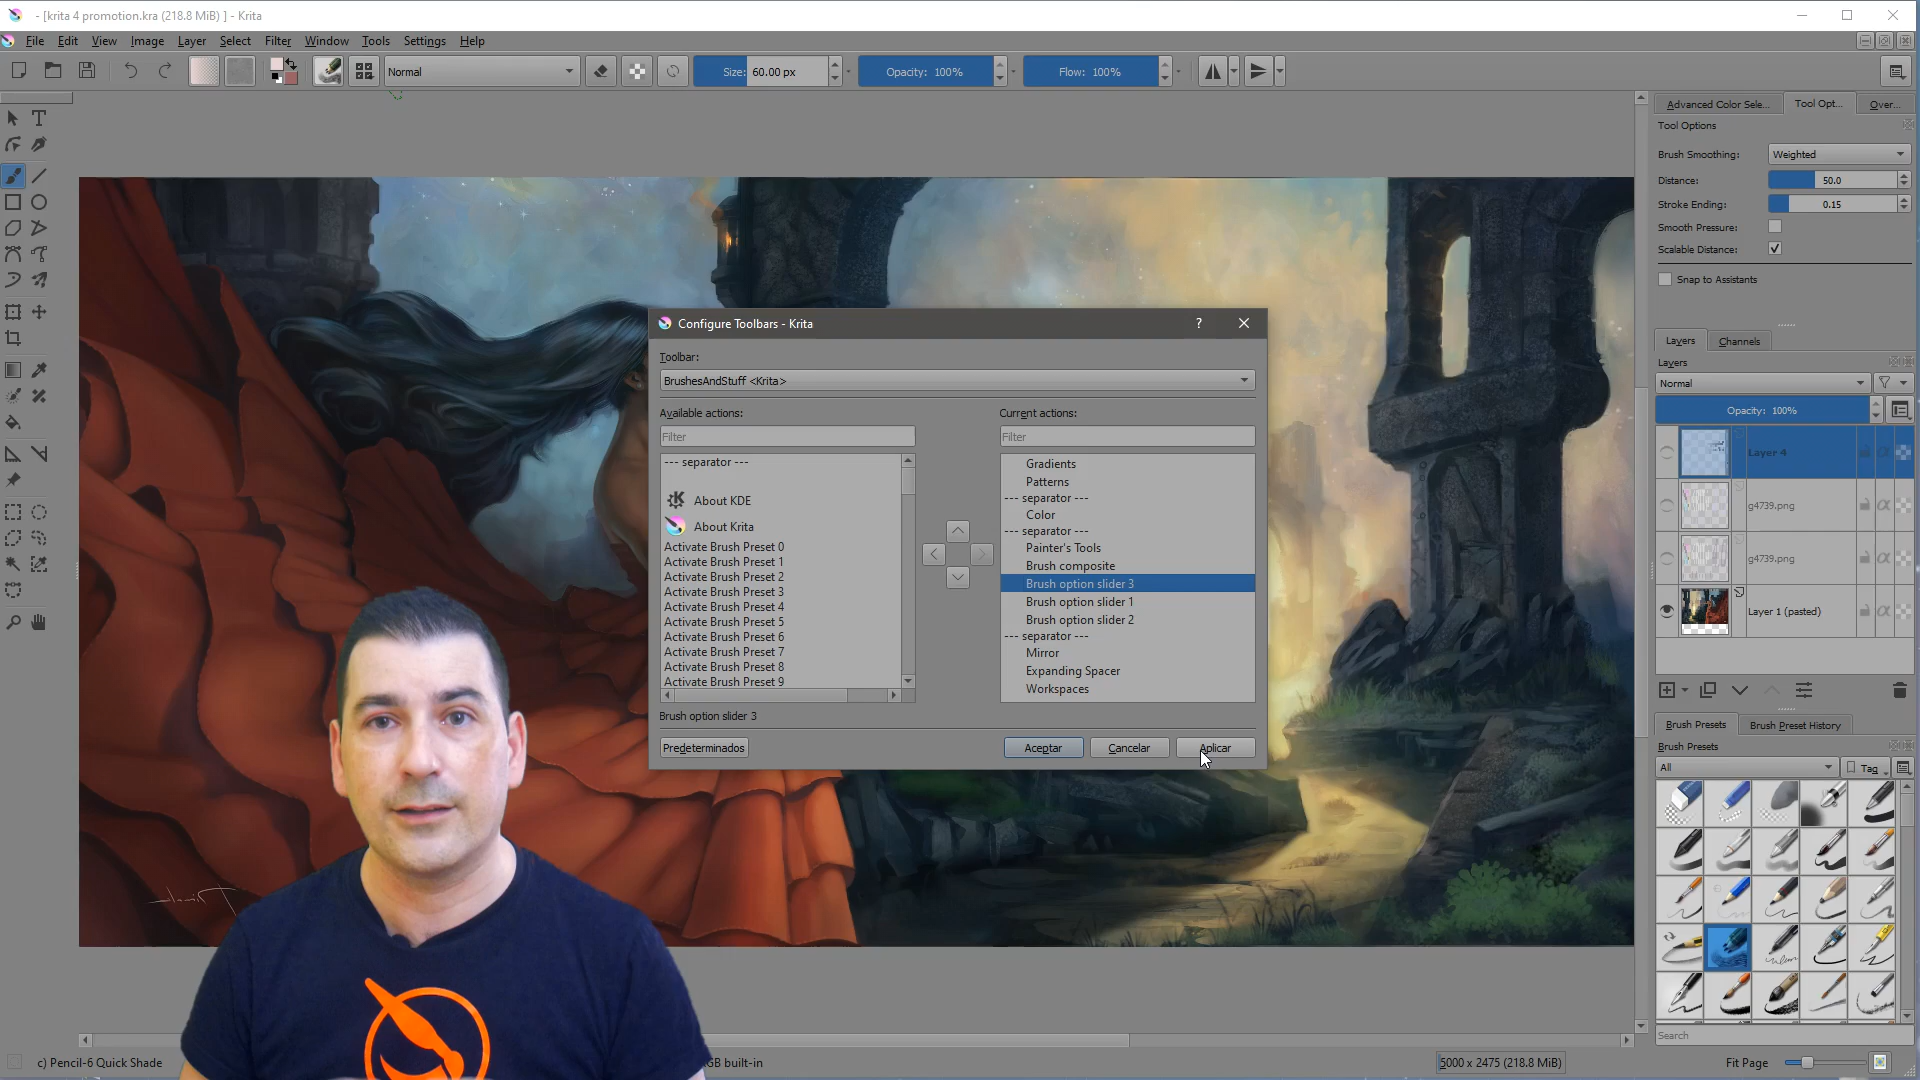 - [krita 4 promotion.kra (218.8 MiB) ] - Krita
File Edit View Image Layer Select Filter Window Tools Settings Help
Normal
Size: 60.00 px
Opacity: 100%
Flow: 100%
Advanced Color Sele...
Tool Opt...
Over...
Tool Options
Brush Smoothing:
Weighted
Distance:
50.0
Stroke Ending:
0.15
Smooth Pressure:
Scalable Distance:
Snap to Assistants
Configure Toolbars - Krita
?
Toolbar:
BrushesAndStuff <Krita>
Available actions:
Filter
--- separator ---
About KDE
About Krita
Activate Brush Preset 0
Activate Brush Preset 1
Activate Brush Preset 2
Activate Brush Preset 3
Activate Brush Preset 4
Activate Brush Preset 5
Activate Brush Preset 6
Activate Brush Preset 7
Activate Brush Preset 8
Activate Brush Preset 9
Current actions:
Filter
Gradients
Patterns
--- separator ---
Color
--- separator ---
Painter's Tools
Brush composite
Brush option slider 3
Brush option slider 1
Brush option slider 2
--- separator ---
Mirror
Expanding Spacer
Workspaces
Brush option slider 3
Predeterminados
Aceptar
Cancelar
Aplicar
Layers
Channels
Layers
Normal
Opacity: 100%
Layer 4
g4739.png
g4739.png
Layer 1 (pasted)
Brush Presets
Brush Preset History
Brush Presets
All
Tag
Search
c) Pencil-6 Quick Shade
GB built-in
5000 x 2475 (218.8 MiB)
Fit Page